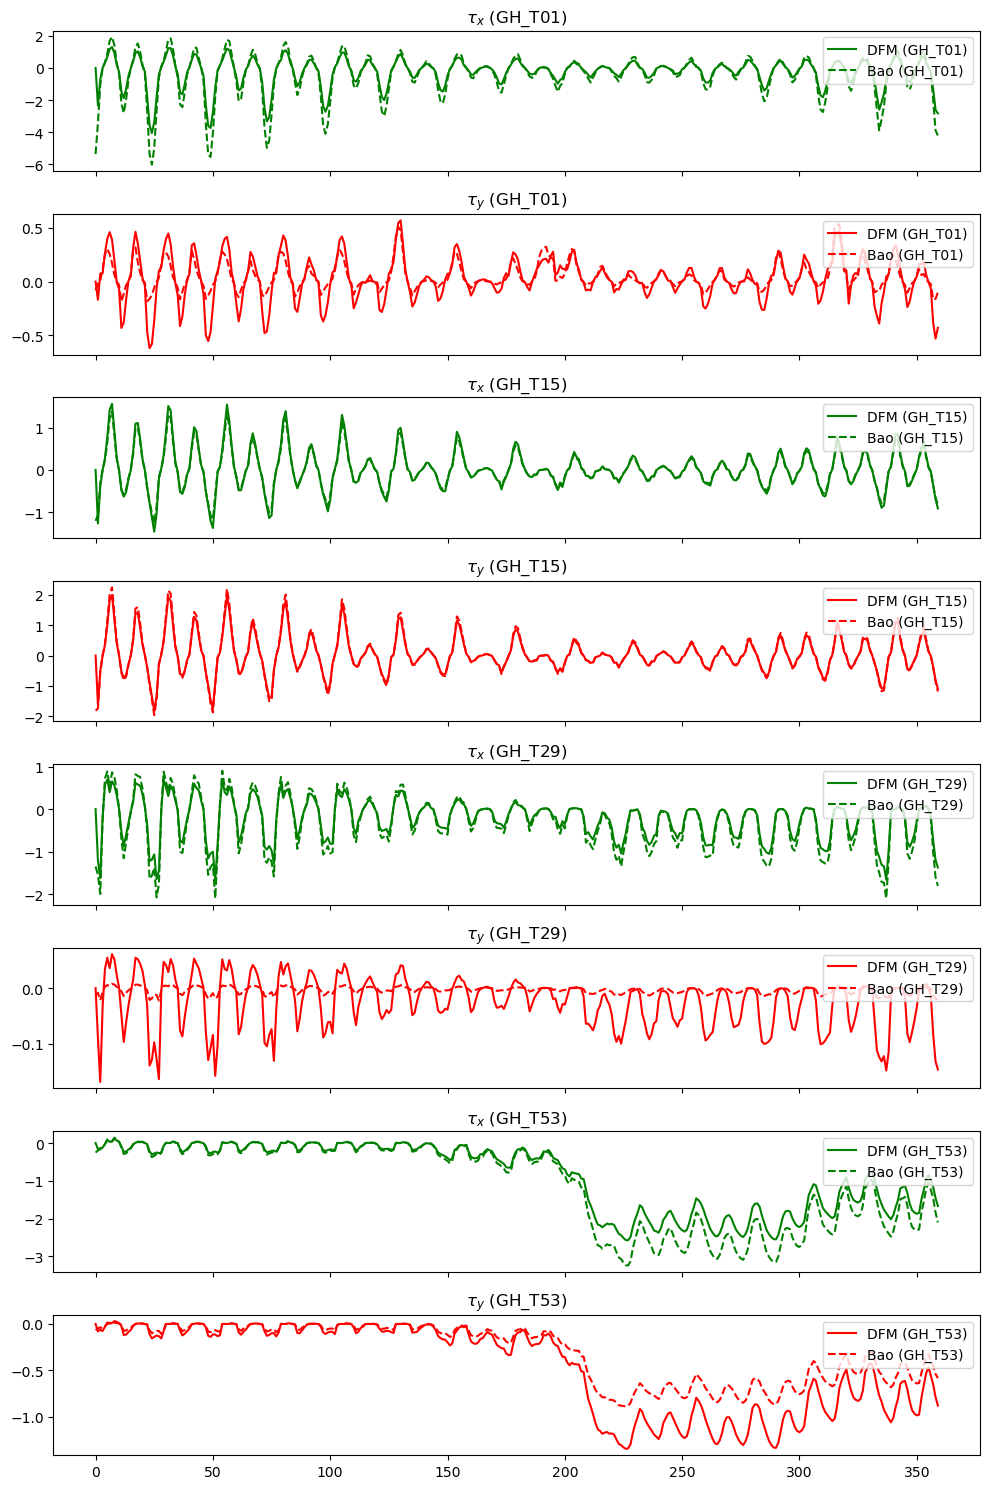 τx (GH_T01)
2
0
−2
−4
−6
DFM (GH_T01)
Bao (GH_T01)
τy (GH_T01)
0.5
0.0
−0.5
DFM (GH_T01)
Bao (GH_T01)
τx (GH_T15)
1
0
−1
DFM (GH_T15)
Bao (GH_T15)
τy (GH_T15)
2
1
0
−1
−2
DFM (GH_T15)
Bao (GH_T15)
τx (GH_T29)
1
0
−1
−2
DFM (GH_T29)
Bao (GH_T29)
τy (GH_T29)
0.0
−0.1
DFM (GH_T29)
Bao (GH_T29)
τx (GH_T53)
0
−1
−2
−3
DFM (GH_T53)
Bao (GH_T53)
τy (GH_T53)
0.0
−0.5
−1.0
DFM (GH_T53)
Bao (GH_T53)
0 50 100 150 200 250 300 350